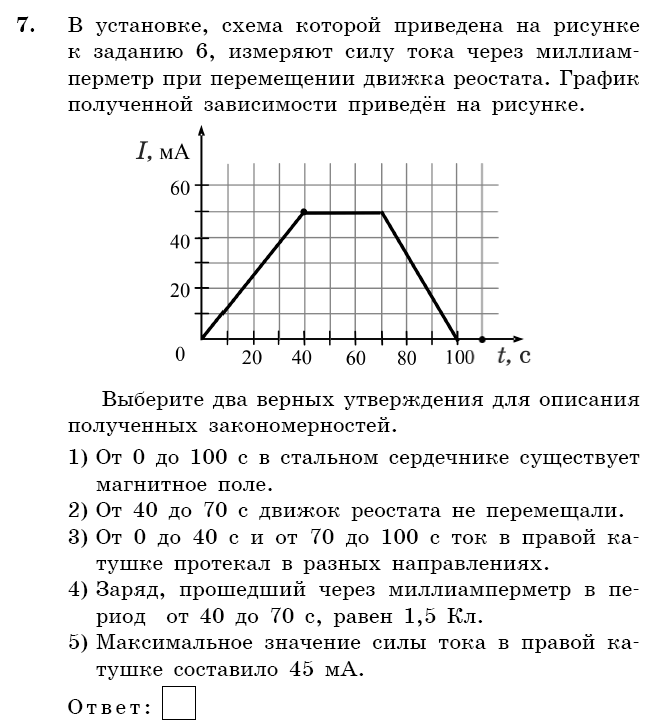 7. В установке, схема которой приведена на рисунке
к заданию 6, измеряют силу тока через миллиам-
перметр при перемещении движка реостата. График
полученной зависимости приведён на рисунке.
I, мА
60
40
20
0
20 40 60 80 100 t, с
Выберите два верных утверждения для описания
полученных закономерностей.
1) От 0 до 100 с в стальном сердечнике существует
магнитное поле.
2) От 40 до 70 с движок реостата не перемещали.
3) От 0 до 40 с и от 70 до 100 с ток в правой ка-
тушке протекал в разных направлениях.
4) Заряд, прошедший через миллиамперметр в пе-
риод от 40 до 70 с, равен 1,5 Кл.
5) Максимальное значение силы тока в правой ка-
тушке составило 45 мА.
Ответ: